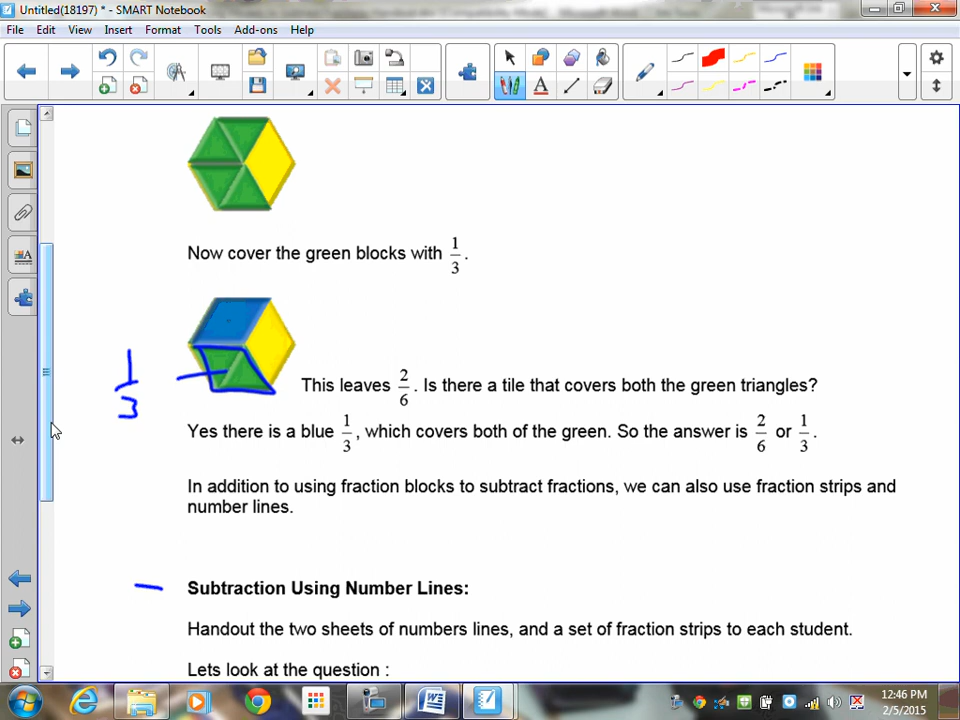 Untitled(18197) * - SMART Notebook
File Edit View Insert Format Tools Add-ons Help
Now cover the green blocks with 1/3.
1/3
This leaves 2/6. Is there a tile that covers both the green triangles?
Yes there is a blue 1/3, which covers both of the green. So the answer is 2/6 or 1/3.
In addition to using fraction blocks to subtract fractions, we can also use fraction strips and
number lines.
Subtraction Using Number Lines:
Handout the two sheets of numbers lines, and a set of fraction strips to each student.
Lets look at the question :
12:46 PM
2/5/2015